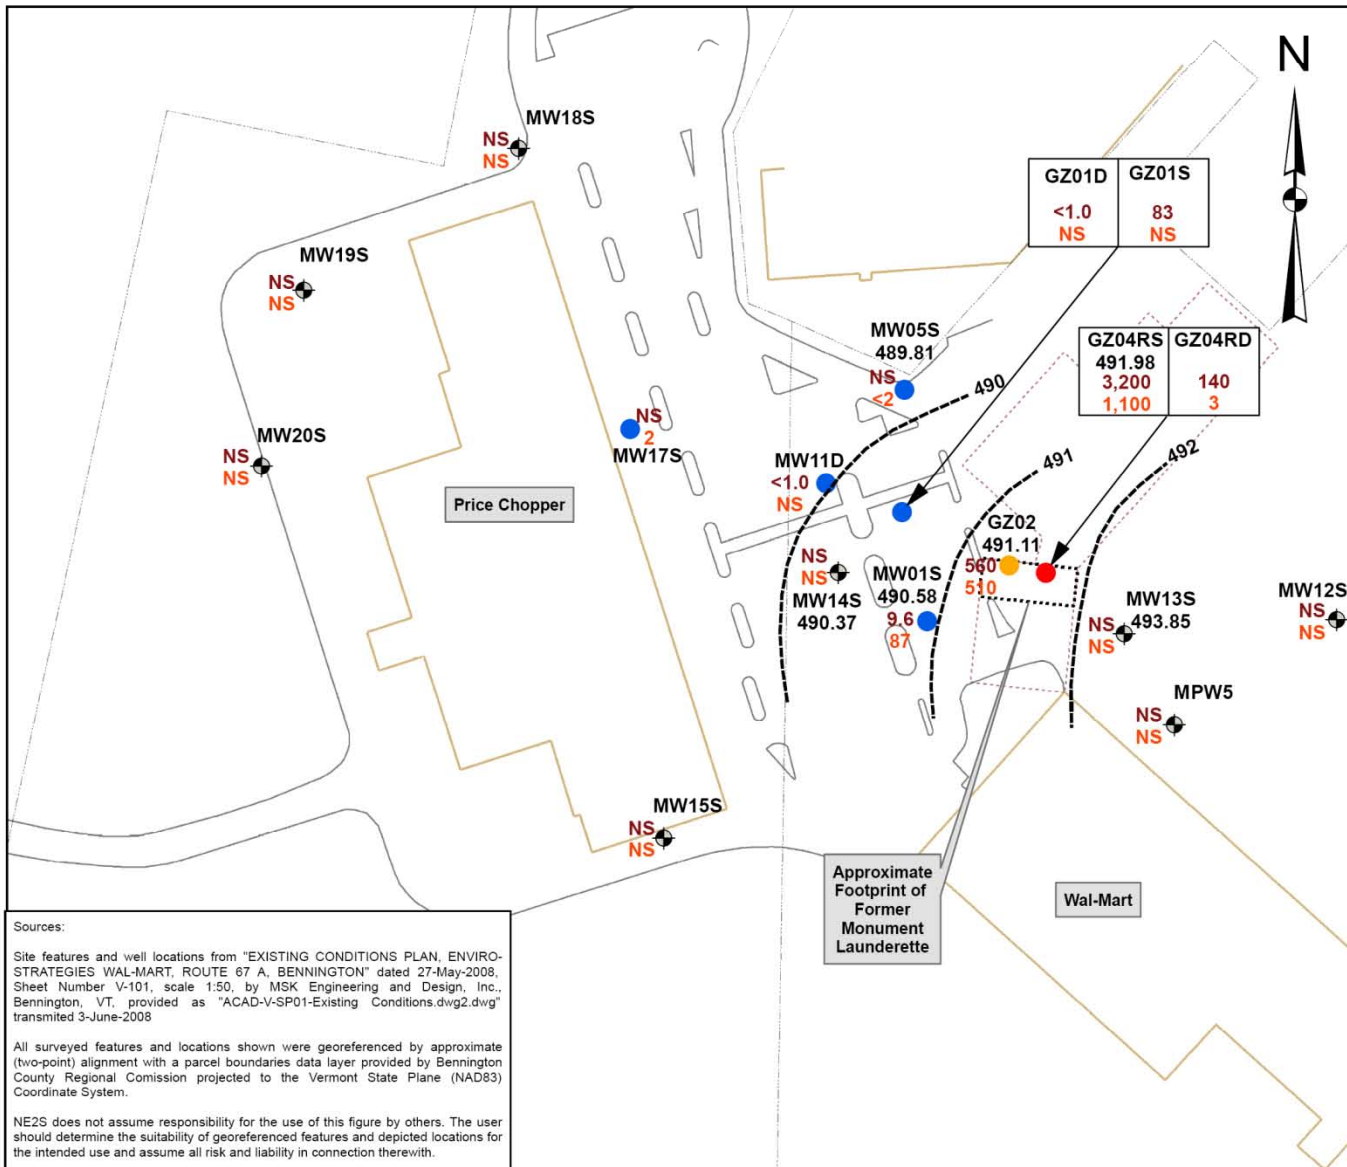 N
MW18S
NS
NS
GZ01D
GZ01S
<1.0
83
NS
NS
MW19S
NS
NS
MW05S
489.81
NS
<2
490
GZ04RS
GZ04RD
491.98
3,200
140
1,100
3
NS
2
MW17S
MW20S
NS
NS
MW11D
<1.0
NS
491
492
Price Chopper
GZ02
491.11
560
510
NS
NS
MW14S
490.37
MW01S
490.58
9.6
87
MW13S
493.85
NS
NS
MW12S
NS
NS
MPW5
NS
NS
MW15S
NS
NS
Approximate
Footprint of
Former
Monument
Launderette
Wal-Mart
Sources:
Site features and well locations from "EXISTING CONDITIONS PLAN, ENVIRO-
STRATEGIES WAL-MART, ROUTE 67 A, BENNINGTON" dated 27-May-2008,
Sheet Number V-101, scale 1:50, by MSK Engineering and Design, Inc.,
Bennington, VT, provided as "ACAD-V-SP01-Existing Conditions.dwg2.dwg"
transmited 3-June-2008
All surveyed features and locations shown were georeferenced by approximate
(two-point) alignment with a parcel boundaries data layer provided by Bennington
County Regional Comission projected to the Vermont State Plane (NAD83)
Coordinate System.
NE2S does not assume responsibility for the use of this figure by others. The user
should determine the suitability of georeferenced features and depicted locations for
the intended use and assume all risk and liability in connection therewith.